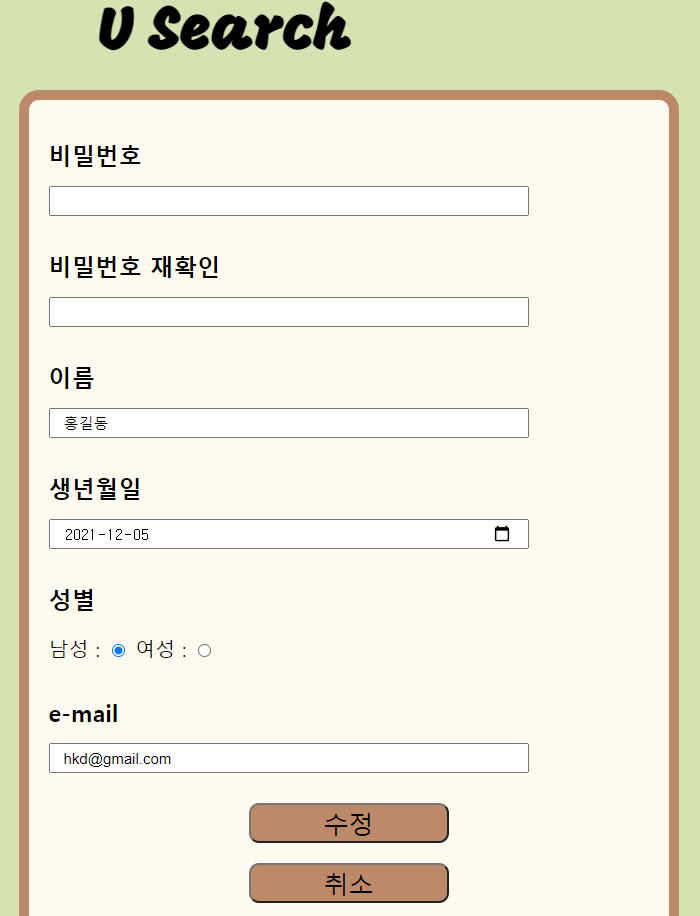 U Search
비밀번호
비밀번호 재확인
이름
홍길동
생년월일
2021-12-05
성별
남성 : 여성 :
e-mail
hkd@gmail.com
수정
취소